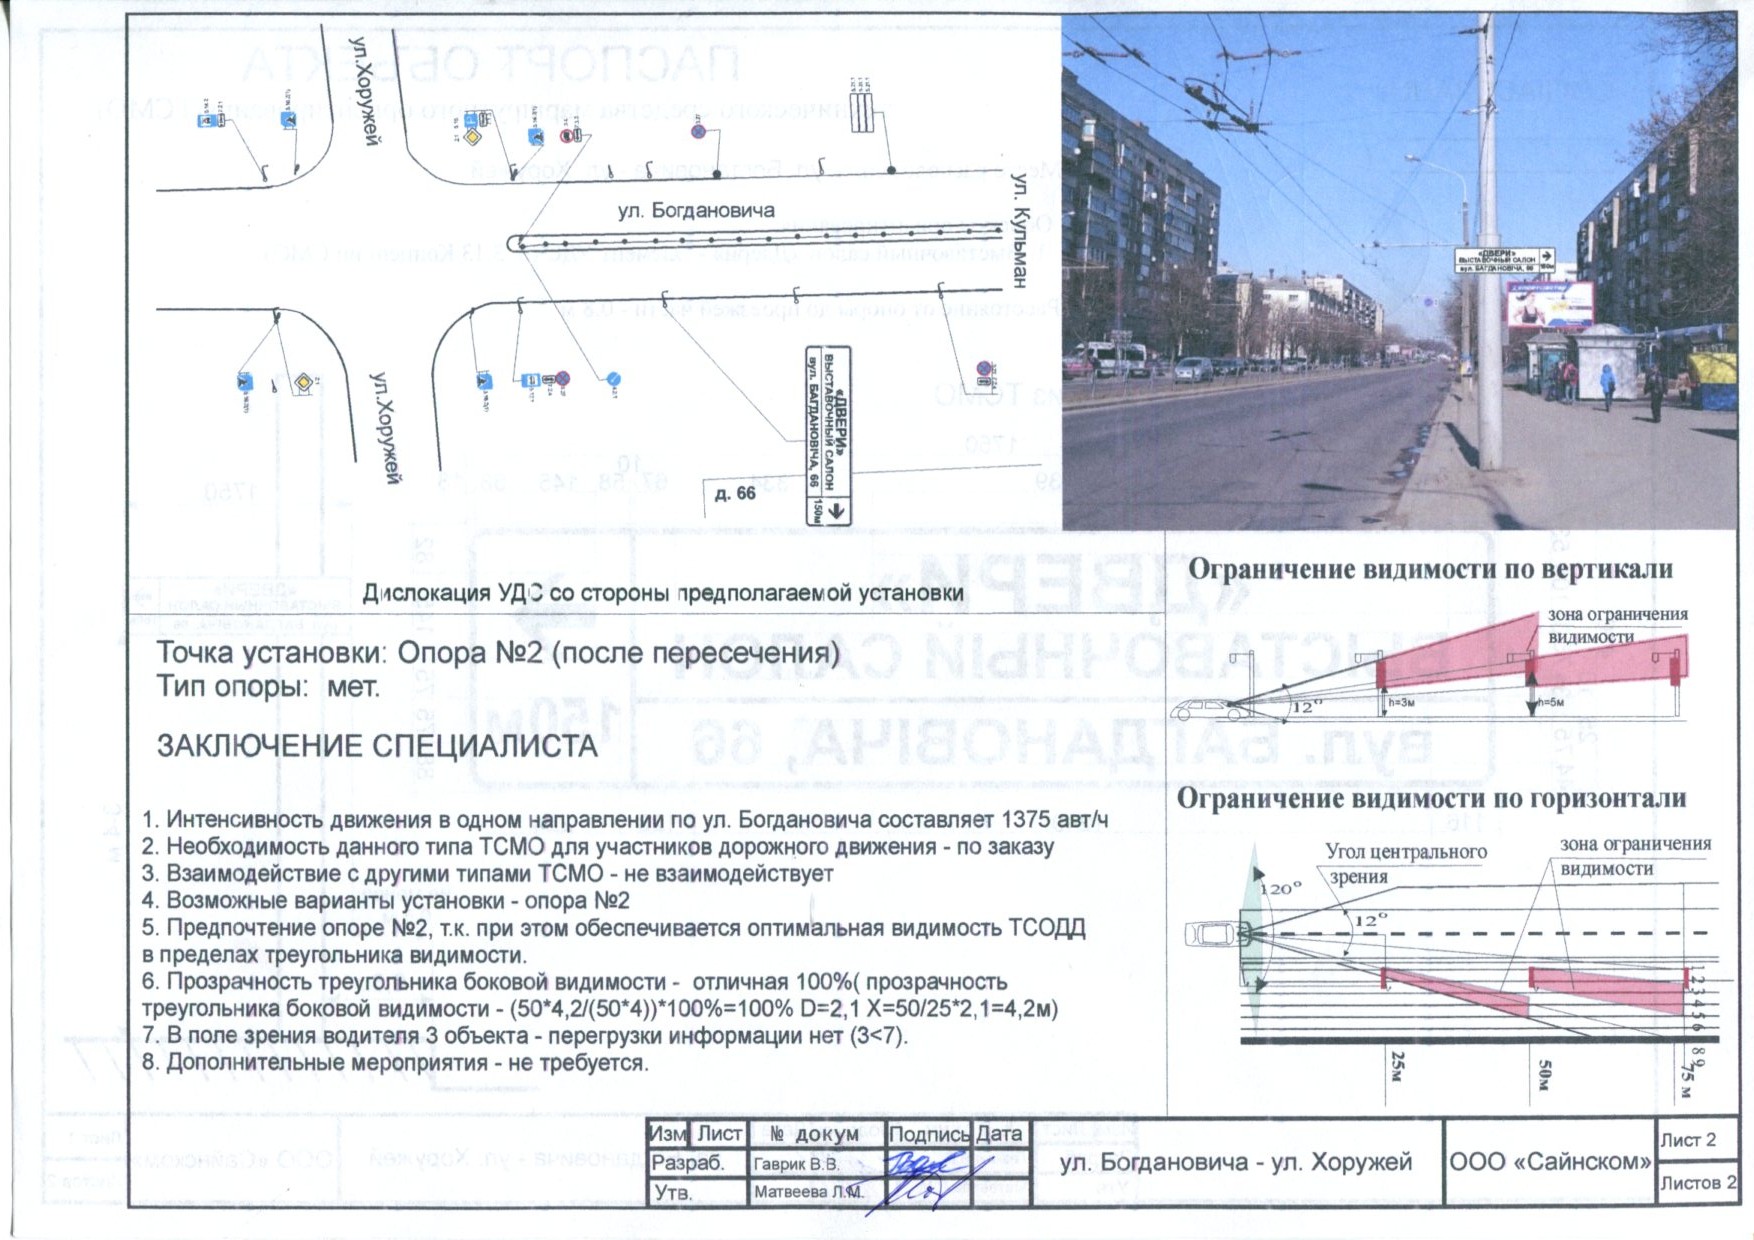 ул.Хоружей
ул. Богдановича
ул. Кульман
ул.Хоружей
«ДВЕРИ»
ВЫСТАВОЧНЫЙ САЛОН
вул. БАГДАНОВІЧА, 66
150м
д. 66
«ДВЕРИ»
ВЫСТАВОЧНЫЙ САЛОН
вул. БАГДАНОВІЧА, 66
150м
Дислокация УДС со стороны предполагаемой установки
Точка установки: Опора №2 (после пересечения)
Тип опоры: мет.
ЗАКЛЮЧЕНИЕ СПЕЦИАЛИСТА
1. Интенсивность движения в одном направлении по ул. Богдановича составляет 1375 авт/ч
2. Необходимость данного типа ТСМО для участников дорожного движения - по заказу
3. Взаимодействие с другими типами ТСМО - не взаимодействует
4. Возможные варианты установки - опора №2
5. Предпочтение опоре №2, т.к. при этом обеспечивается оптимальная видимость ТСОДД
в пределах треугольника видимости.
6. Прозрачность треугольника боковой видимости - отличная 100%( прозрачность
треугольника боковой видимости - (50*4,2/(50*4))*100%=100% D=2,1 X=50/25*2,1=4,2м)
7. В поле зрения водителя 3 объекта - перегрузки информации нет (3<7).
8. Дополнительные мероприятия - не требуется.
Ограничение видимости по вертикали
зона ограничения
видимости
12°
h=3м
h=5м
Ограничение видимости по горизонтали
Угол центрального
зрения
зона ограничения
видимости
120°
12°
1
2
3
4
5
6
8
9
25м
50м
75 м
Изм Лист № докум Подпись Дата
Разраб. Гаврик В.В.
Утв. Матвеева Л.М.
ул. Богдановича - ул. Хоружей
ООО «Сайнском»
Лист 2
Листов 2